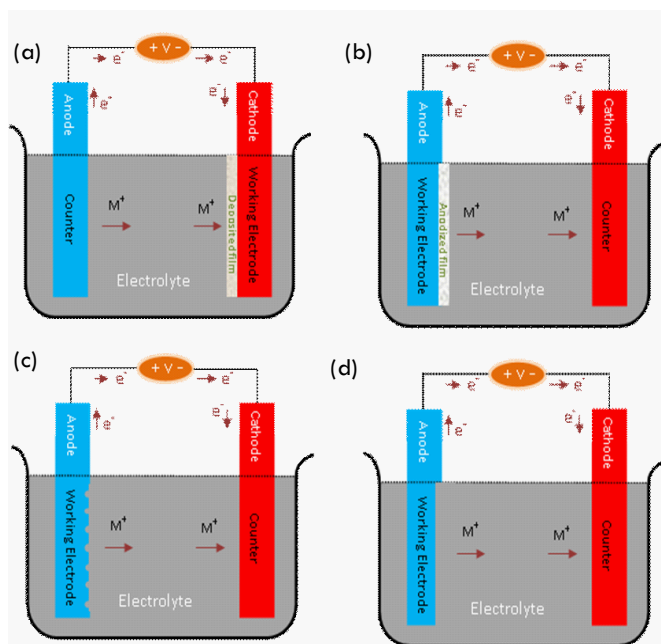 (a)
+ V -
e⁻
e⁻
e⁻
e⁻
Anode
Cathode
Counter
M⁺
M⁺
Deposited film
Working Electrode
Electrolyte
(b)
+ V -
e⁻
e⁻
e⁻
e⁻
Anode
Cathode
Working Electrode
Anodized film
M⁺
M⁺
Counter
Electrolyte
(c)
+ V -
e⁻
e⁻
e⁻
e⁻
Anode
Cathode
Working Electrode
M⁺
M⁺
Counter
Electrolyte
(d)
+ V -
e⁻
e⁻
e⁻
e⁻
Anode
Cathode
Working Electrode
M⁺
M⁺
Counter
Electrolyte